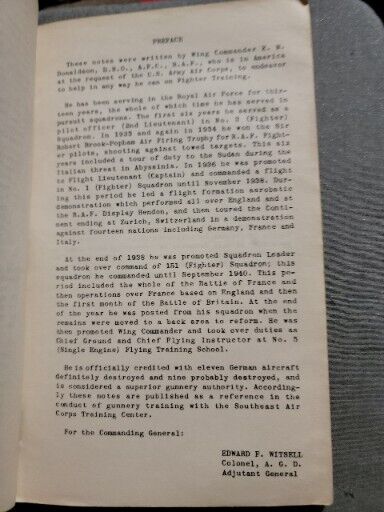 PREFACE
These notes were written by Wing Commander E. M.
Donaldson, D.S.O., A.F.C., R.A.F., who is in America
at the request of the U.S. Army Air Corps, to endeavor
to help in any way he can on Fighter Training.
He has been serving in the Royal Air Force for thir-
teen years, the whole of which time he has served in
pursuit squadrons. The first six years he served as
pilot officer (2nd Lieutenant) in No. 3 (Fighter)
Squadron. In 1933 and again in 1934 he won the Sir
Robert Brook-Popham Air Firing Trophy for R.A.F. Fight-
er pilots, shooting against towed targets. This six
years included a tour of duty to the Sudan during the
Italian threat in Abyssinia. In 1936 he was promoted
to Flight Lieutenant (Captain) and commanded a flight
in No. 1 (Fighter) Squadron until November 1938. Dur-
ing this period he led a flight formation aerobatic
demonstration which performed all over England and at
the R.A.F. Display Hendon, and then toured the Conti-
nent ending at Zurich, Switzerland in a demonstration
against fourteen nations including Germany, France and
Italy.
At the end of 1938 he was promoted Squadron Leader
and took over command of 151 (Fighter) Squadron; this
squadron he commanded until September 1940. This pe-
riod included the whole of the Battle of France and
then operations over France based on England and then
the first month of the Battle of Britain. At the end
of the year he was posted from his squadron when the
remains were moved to a back area to reform. He was
then promoted Wing Commander and took over duties as
Chief Ground and Chief Flying Instructor at No. 5
(Single Engine) Flying Training School.
He is officially credited with eleven German aircraft
definitely destroyed and nine probably destroyed, and
is considered a superior gunnery authority. According-
ly these notes are published as a reference in the
conduct of gunnery training with the Southeast Air
Corps Training Center.
For the Commanding General:
EDWARD F. WITSELL
Colonel, A. G. D.
Adjutant General